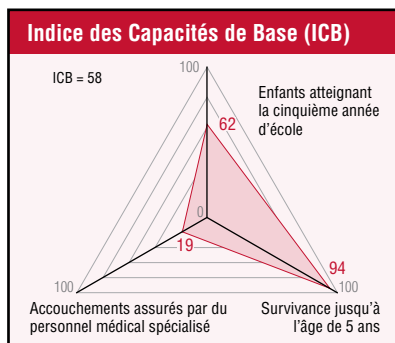 Indice des Capacités de Base (ICB)
ICB = 58
100
Enfants atteignant
la cinquième année
d'école
62
0
19
94
100
100
Accouchements assurés par du
personnel médical spécialisé
Survivance jusqu'à
l'âge de 5 ans